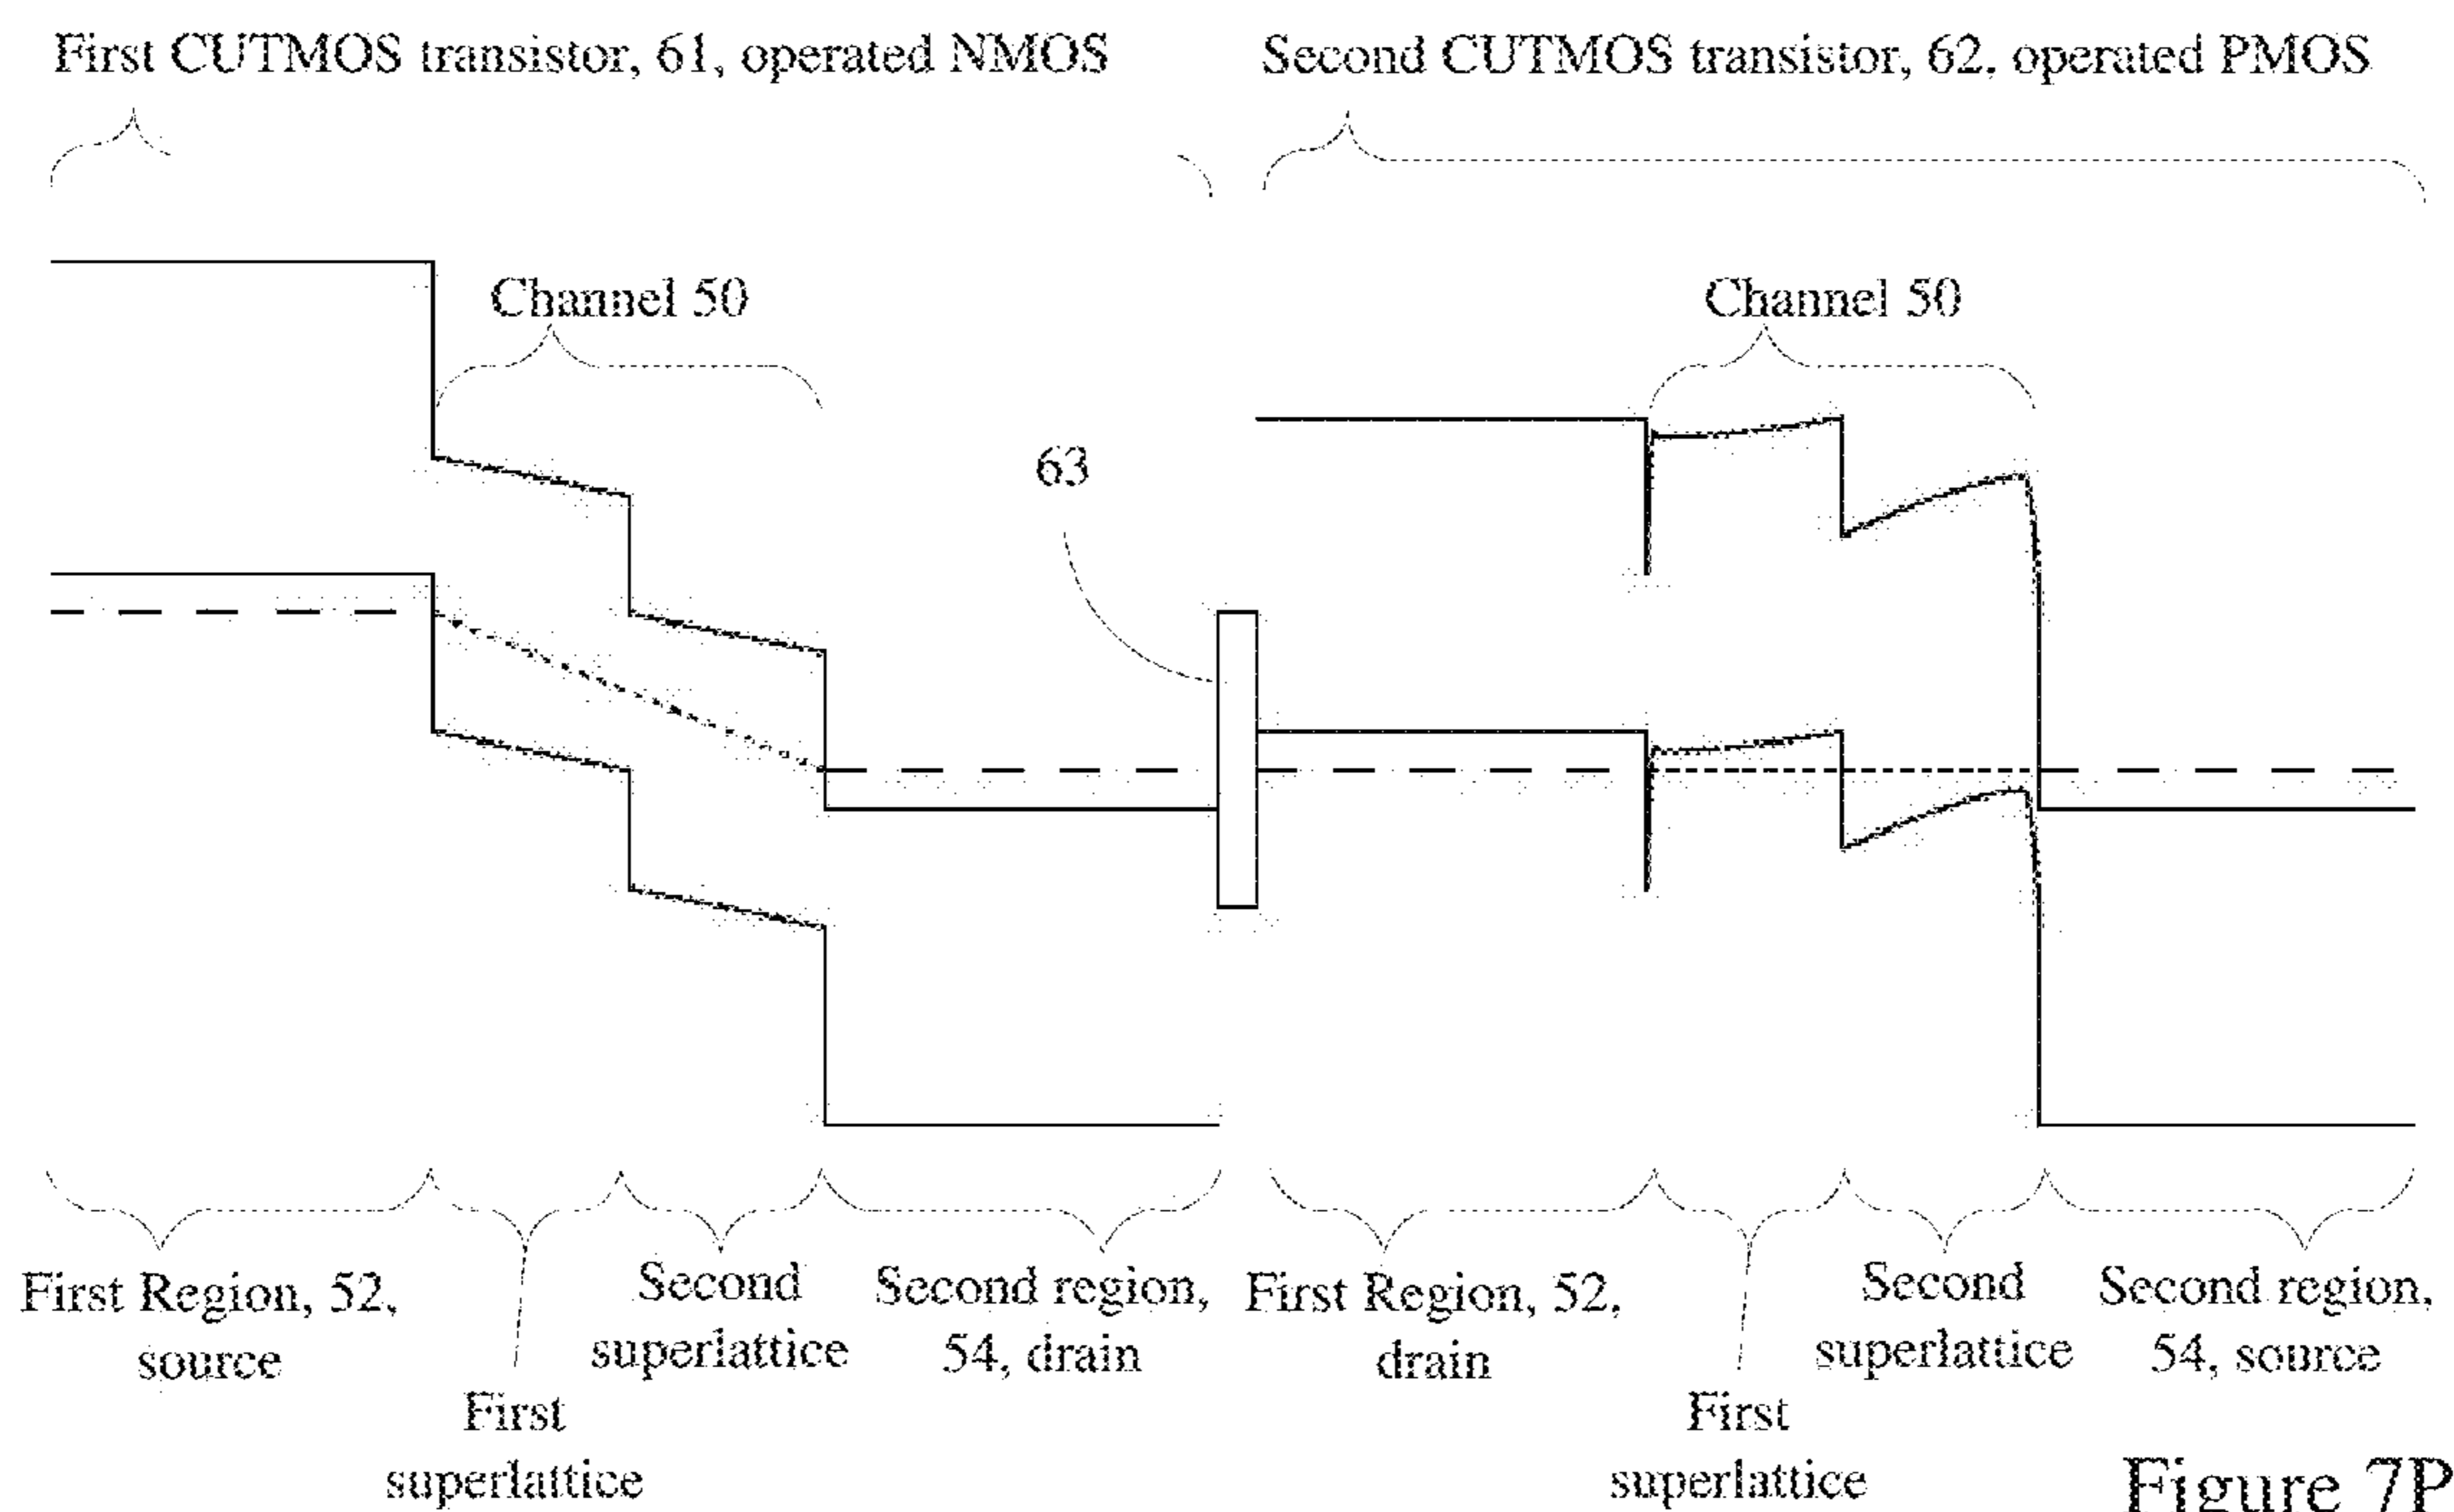 First CUTMOS transistor, 61, operated NMOS
Second CUTMOS transistor, 62, operated PMOS
Channel 50
Channel 50
63
First Region, 52,
source
First
superlattice
Second
superlattice
Second region,
54, drain
First Region, 52,
drain
First
superlattice
Second
superlattice
Second region,
54, source
Figure 7P